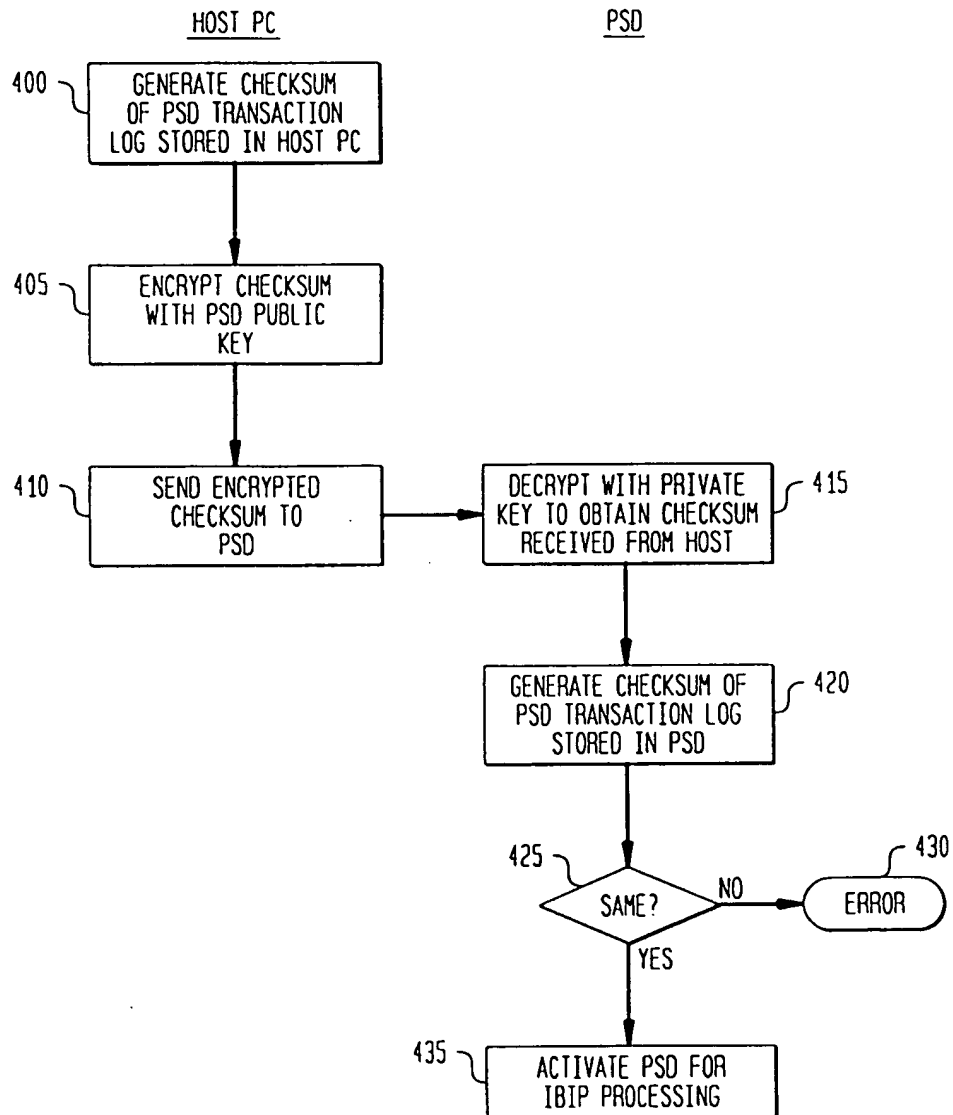 HOST PC
PSD
400
GENERATE CHECKSUM
OF PSD TRANSACTION
LOG STORED IN HOST PC
405
ENCRYPT CHECKSUM
WITH PSD PUBLIC
KEY
410
SEND ENCRYPTED
CHECKSUM TO
PSD
DECRYPT WITH PRIVATE
KEY TO OBTAIN CHECKSUM
RECEIVED FROM HOST
415
GENERATE CHECKSUM OF
PSD TRANSACTION LOG
STORED IN PSD
420
425
SAME?
NO
430
ERROR
YES
435
ACTIVATE PSD FOR
IBIP PROCESSING